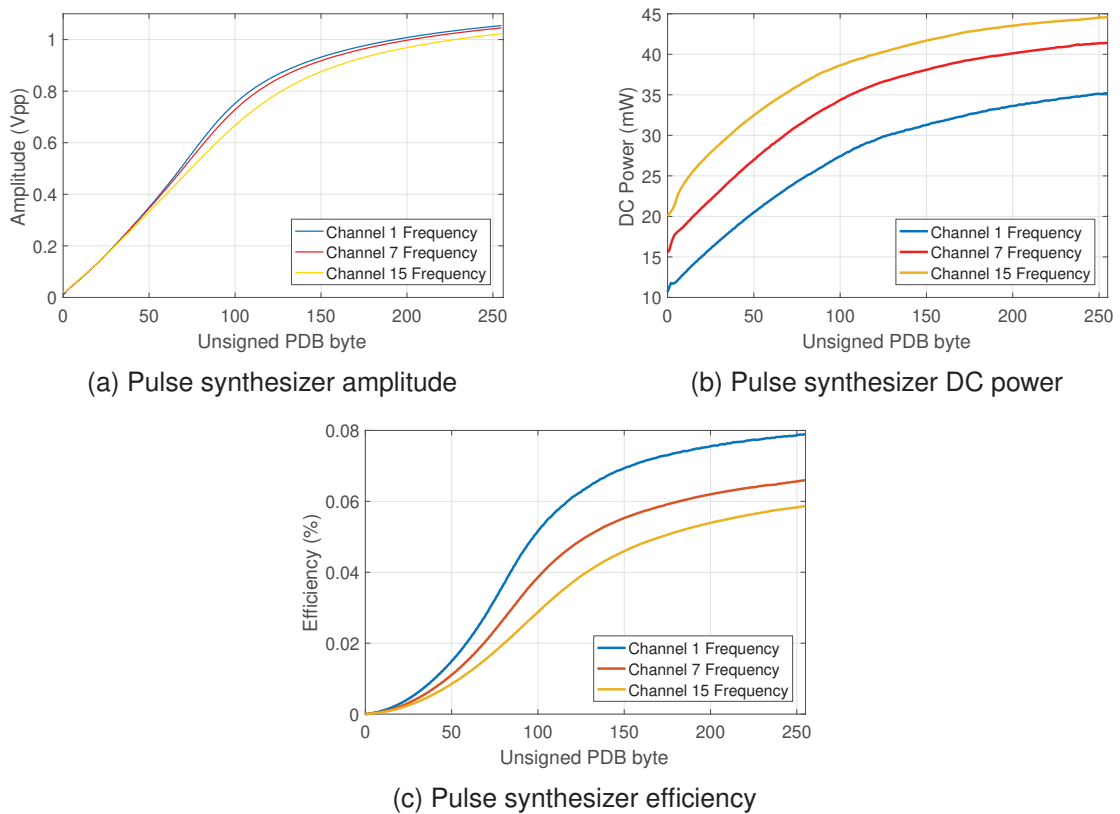 1
0.8
0.6
0.4
0.2
0
Amplitude (Vpp)
0 50 100 150 200 250
Unsigned PDB byte
Channel 1 Frequency
Channel 7 Frequency
Channel 15 Frequency
(a) Pulse synthesizer amplitude
45
40
35
30
25
20
15
10
DC Power (mW)
0 50 100 150 200 250
Unsigned PDB byte
Channel 1 Frequency
Channel 7 Frequency
Channel 15 Frequency
(b) Pulse synthesizer DC power
0.08
0.06
0.04
0.02
0
Efficiency (%)
0 50 100 150 200 250
Unsigned PDB byte
Channel 1 Frequency
Channel 7 Frequency
Channel 15 Frequency
(c) Pulse synthesizer efficiency